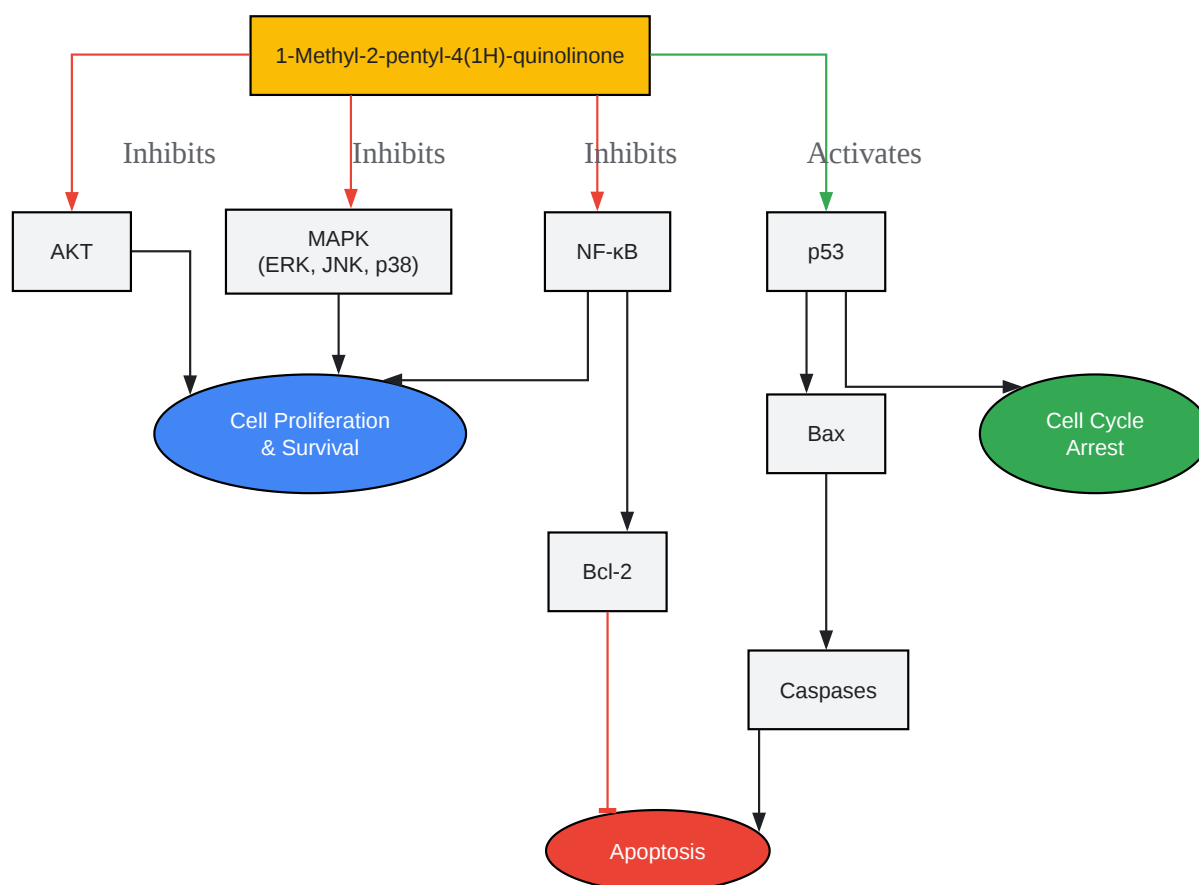 1-Methyl-2-pentyl-4(1H)-quinolinone
Inhibits
Inhibits
Inhibits
Activates
AKT
MAPK
(ERK, JNK, p38)
NF-κB
p53
Cell Proliferation
& Survival
Bax
Cell Cycle
Arrest
Bcl-2
Caspases
Apoptosis